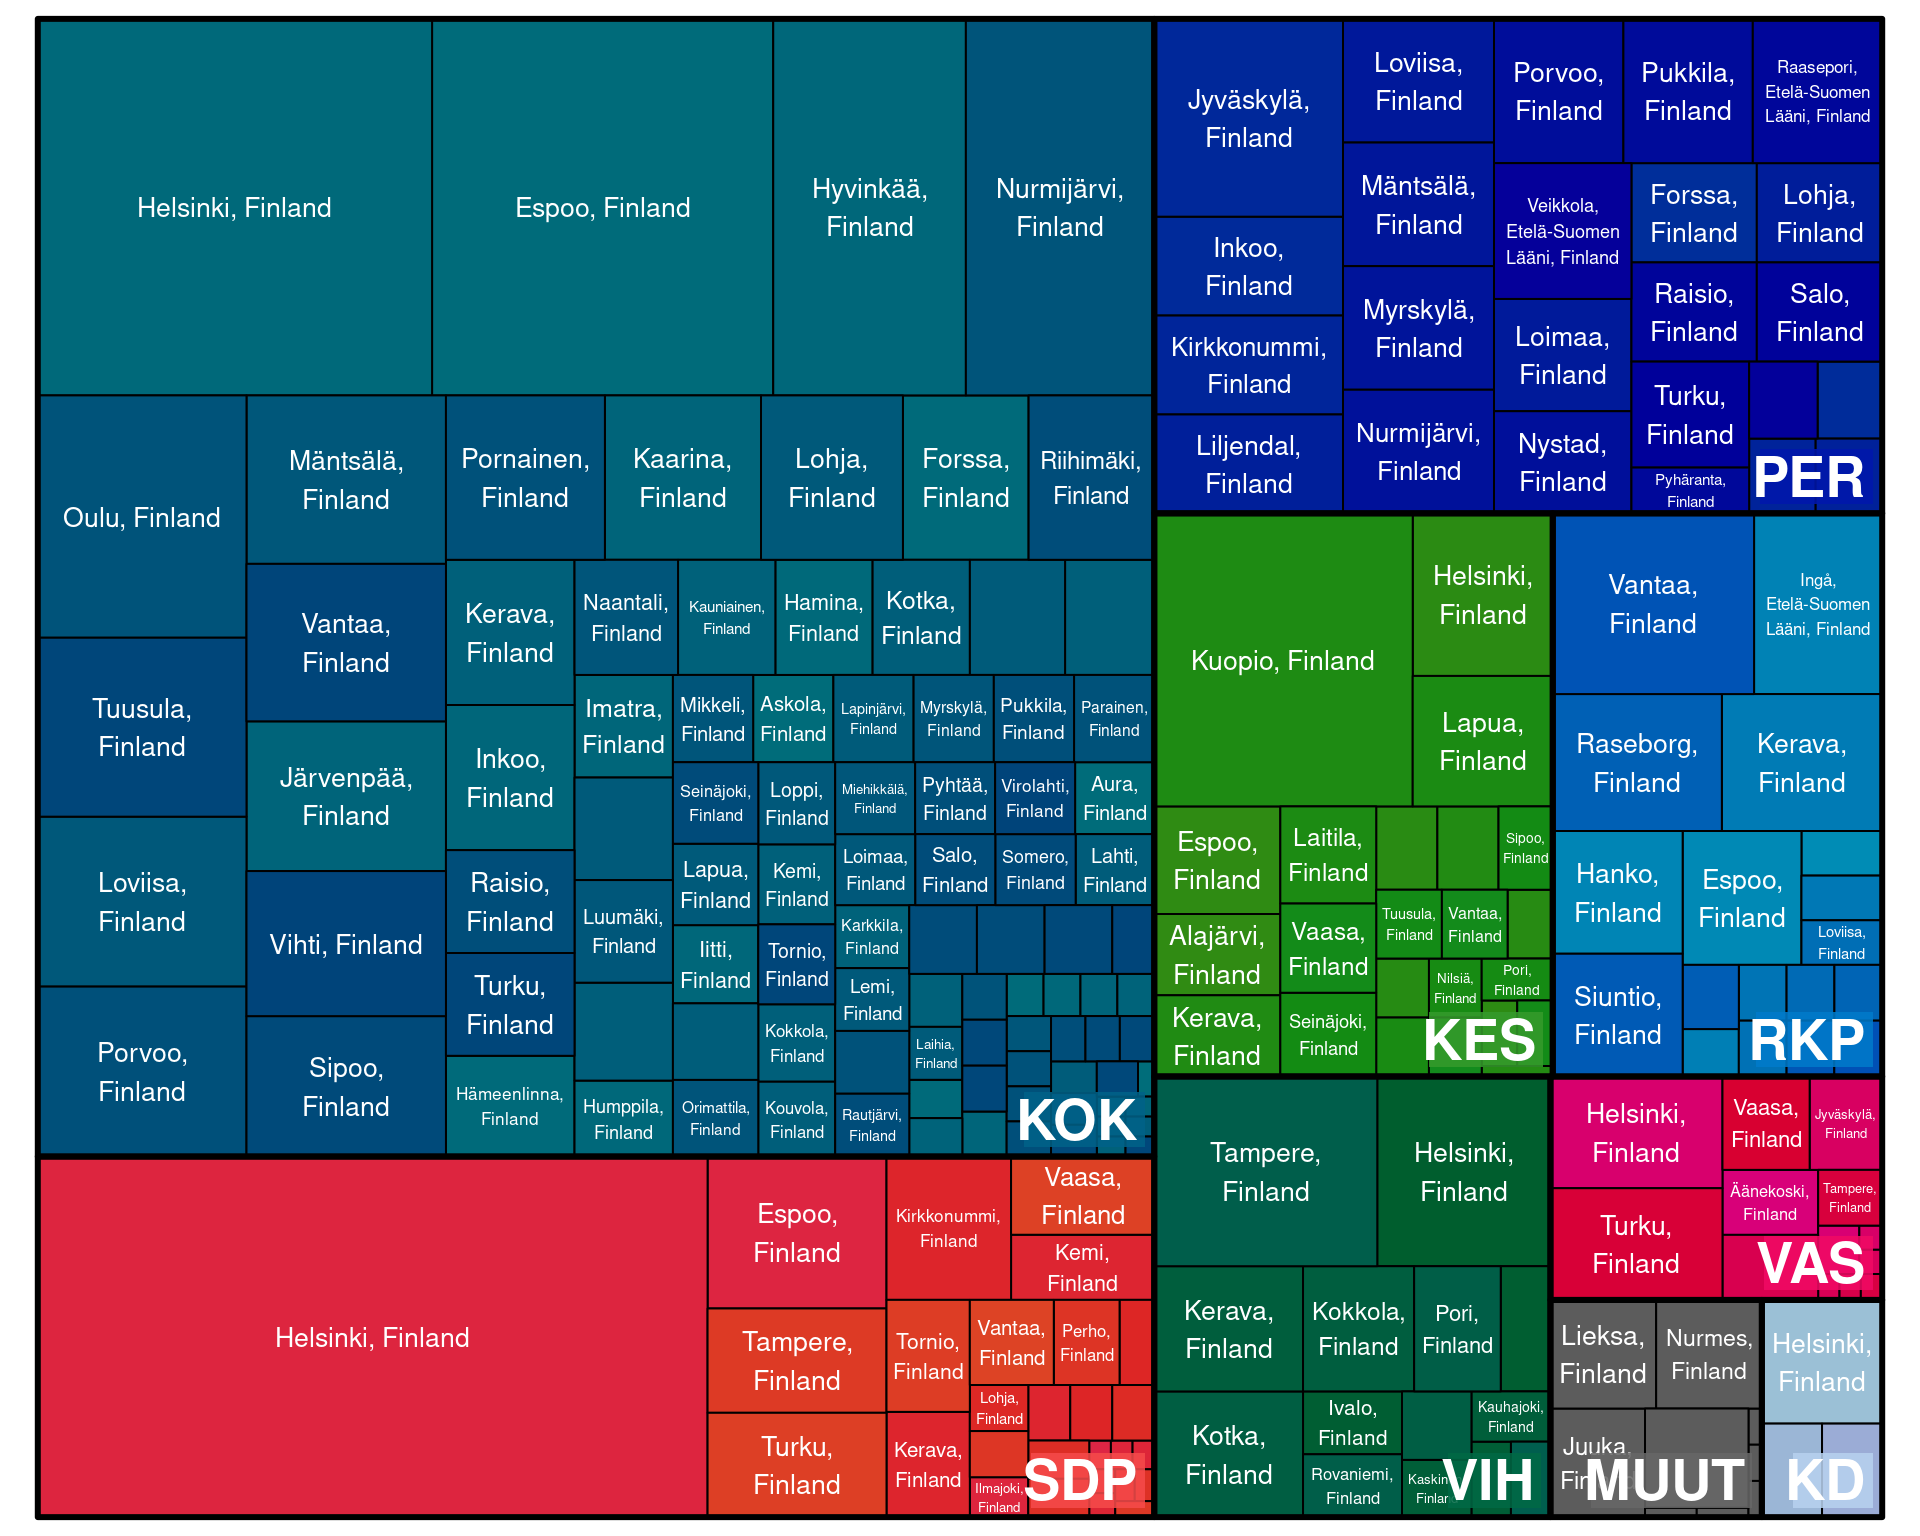 Helsinki, Finland
Espoo, Finland
Hyvinkää,
Finland
Nurmijärvi,
Finland
Oulu, Finland
Mäntsälä,
Finland
Pornainen,
Finland
Kaarina,
Finland
Lohja,
Finland
Forssa,
Finland
Riihimäki,
Finland
Tuusula,
Finland
Vantaa,
Finland
Järvenpää,
Finland
Loviisa,
Finland
Vihti, Finland
Porvoo,
Finland
Sipoo,
Finland
Kerava,
Finland
Inkoo,
Finland
Raisio,
Finland
Turku,
Finland
Hämeenlinna,
Finland
Naantali,
Finland
Kauniainen,
Finland
Hamina,
Finland
Kotka,
Finland
Imatra,
Finland
Luumäki,
Finland
Humppila,
Finland
Mikkeli,
Finland
Askola,
Finland
Lapinjärvi,
Finland
Myrskylä,
Finland
Pukkila,
Finland
Parainen,
Finland
Seinäjoki,
Finland
Loppi,
Finland
Miehikkälä,
Finland
Pyhtää,
Finland
Virolahti,
Finland
Aura,
Finland
Lapua,
Finland
Kemi,
Finland
Loimaa,
Finland
Salo,
Finland
Somero,
Finland
Lahti,
Finland
Iitti,
Finland
Tornio,
Finland
Karkkila,
Finland
Lemi,
Finland
Kokkola,
Finland
Laihia,
Finland
Orimattila,
Finland
Kouvola,
Finland
Rautjärvi,
Finland
KOK
Helsinki, Finland
Espoo,
Finland
Tampere,
Finland
Turku,
Finland
Kirkkonummi,
Finland
Vaasa,
Finland
Kemi,
Finland
Tornio,
Finland
Vantaa,
Finland
Perho,
Finland
Kerava,
Finland
Lohja,
Finland
Ilmajoki,
Finland
SDP
Jyväskylä,
Finland
Inkoo,
Finland
Kirkkonummi,
Finland
Liljendal,
Finland
Loviisa,
Finland
Mäntsälä,
Finland
Myrskylä,
Finland
Nurmijärvi,
Finland
Porvoo,
Finland
Pukkila,
Finland
Raasepori,
Etelä-Suomen
Lääni, Finland
Veikkola,
Etelä-Suomen
Lääni, Finland
Forssa,
Finland
Lohja,
Finland
Loimaa,
Finland
Raisio,
Finland
Salo,
Finland
Nystad,
Finland
Turku,
Finland
Pyhäranta,
Finland
PER
Kuopio, Finland
Helsinki,
Finland
Lapua,
Finland
Espoo,
Finland
Alajärvi,
Finland
Kerava,
Finland
Laitila,
Finland
Vaasa,
Finland
Seinäjoki,
Finland
Sipoo,
Finland
Tuusula,
Finland
Vantaa,
Finland
Nilsiä,
Finland
Pori,
Finland
KES
Vantaa,
Finland
Ingå,
Etelä-Suomen
Lääni, Finland
Raseborg,
Finland
Kerava,
Finland
Hanko,
Finland
Espoo,
Finland
Loviisa,
Finland
Siuntio,
Finland
RKP
Tampere,
Finland
Helsinki,
Finland
Kerava,
Finland
Kokkola,
Finland
Pori,
Finland
Kotka,
Finland
Ivalo,
Finland
Rovaniemi,
Finland
Kauhajoki,
Finland
VIH
Helsinki,
Finland
Turku,
Finland
Vaasa,
Finland
Jyväskylä,
Finland
Äänekoski,
Finland
Tampere,
Finland
VAS
Lieksa,
Finland
Nurmes,
Finland
Juuka,
MUUT
Helsinki,
Finland
KD